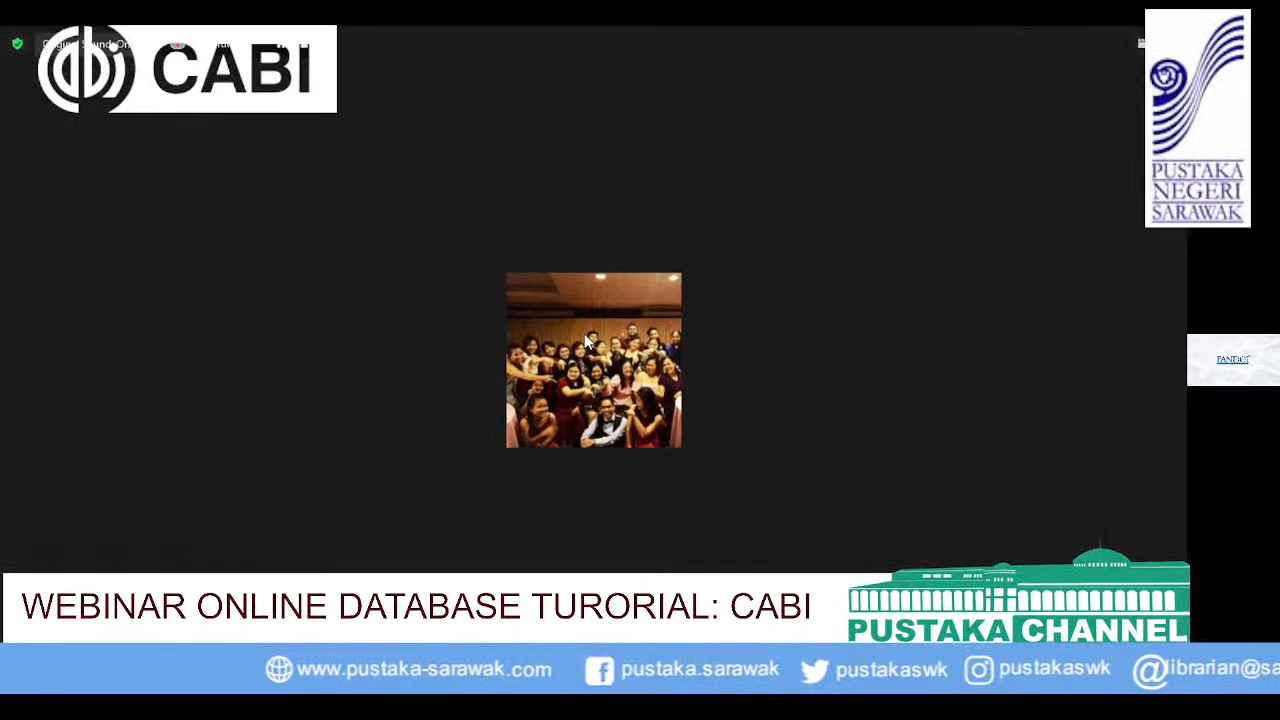 CABI
PUSTAKA
NEGERI
SARAWAK
WEBINAR ONLINE DATABASE TURORIAL: CABI
PUSTAKA CHANNEL
www.pustaka-sarawak.com pustaka.sarawak pustakaswk pustakaswk librarian@sa